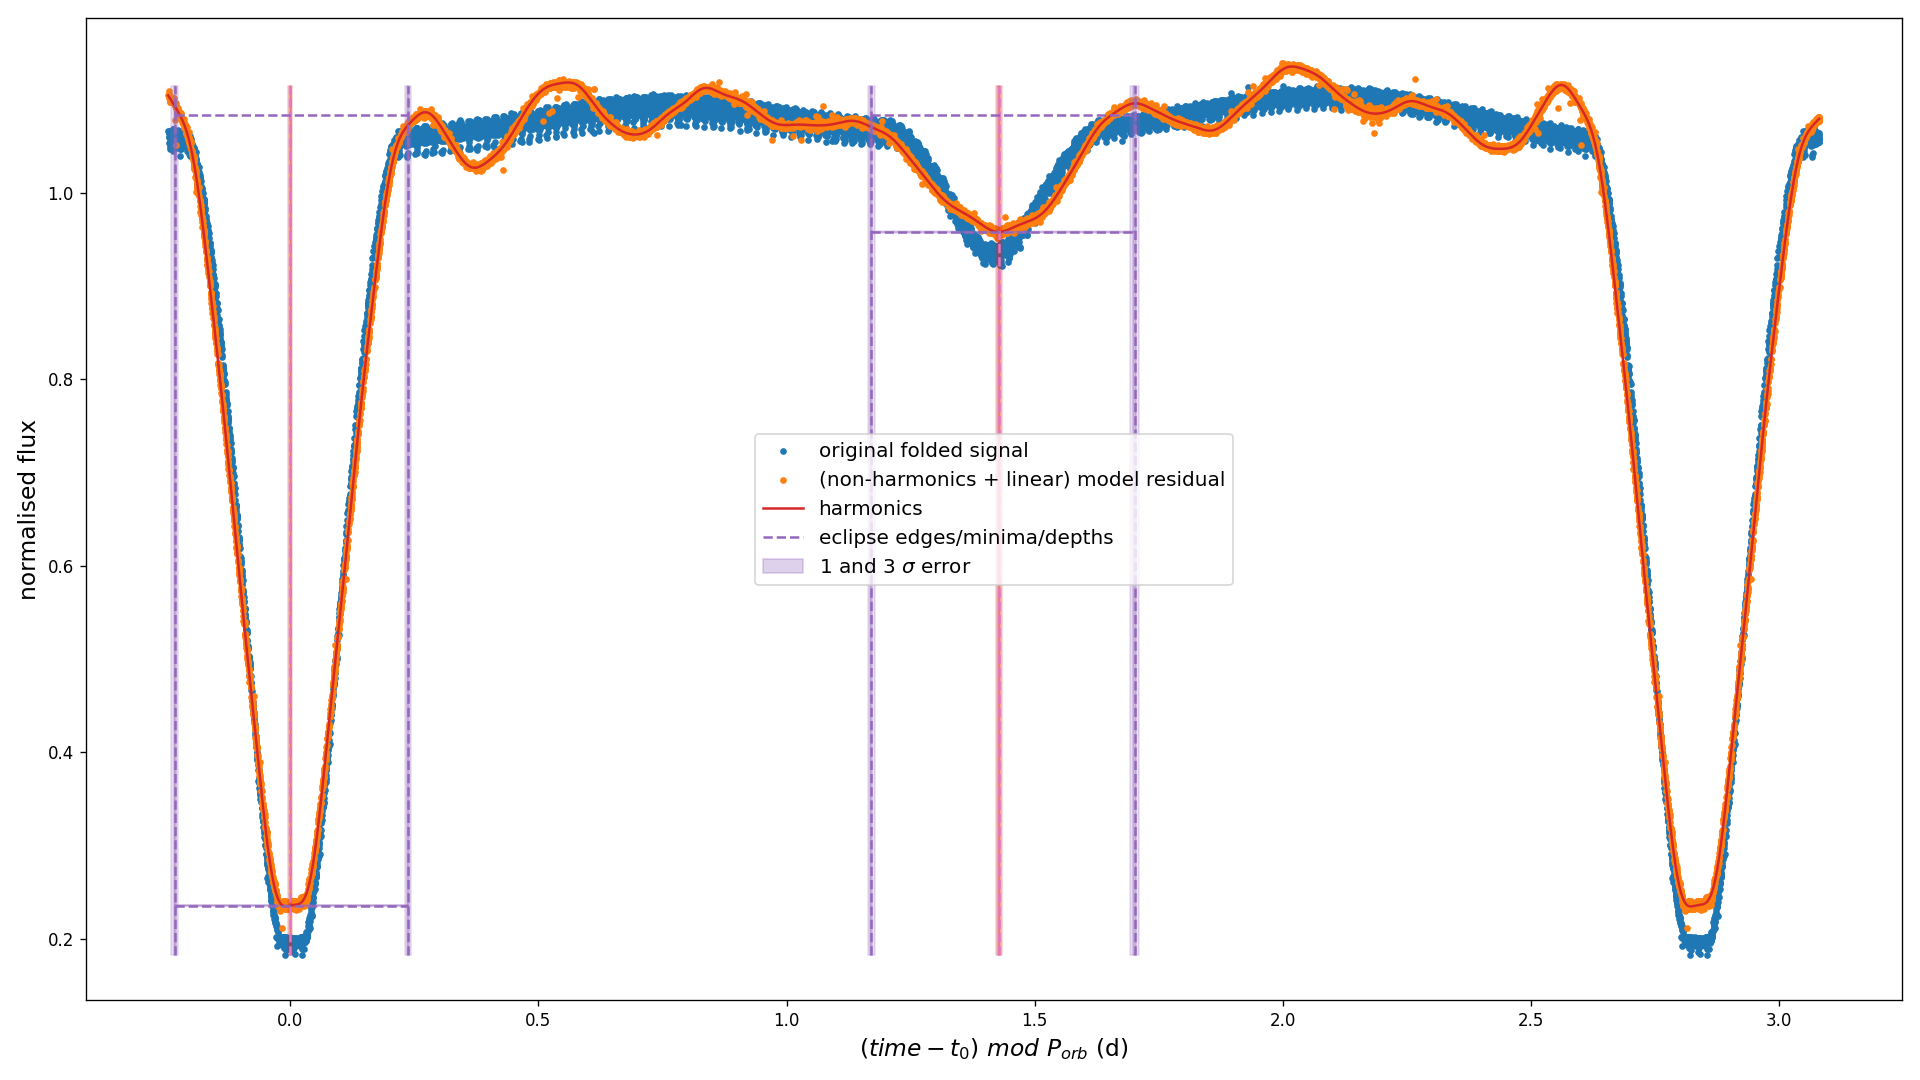 normalised flux
1.0
0.8
0.6
0.4
0.2
original folded signal
(non-harmonics + linear) model residual
harmonics
eclipse edges/minima/depths
1 and 3 σ error
0.0 0.5 1.0 1.5 2.0 2.5 3.0
(time − t₀) mod P_orb (d)